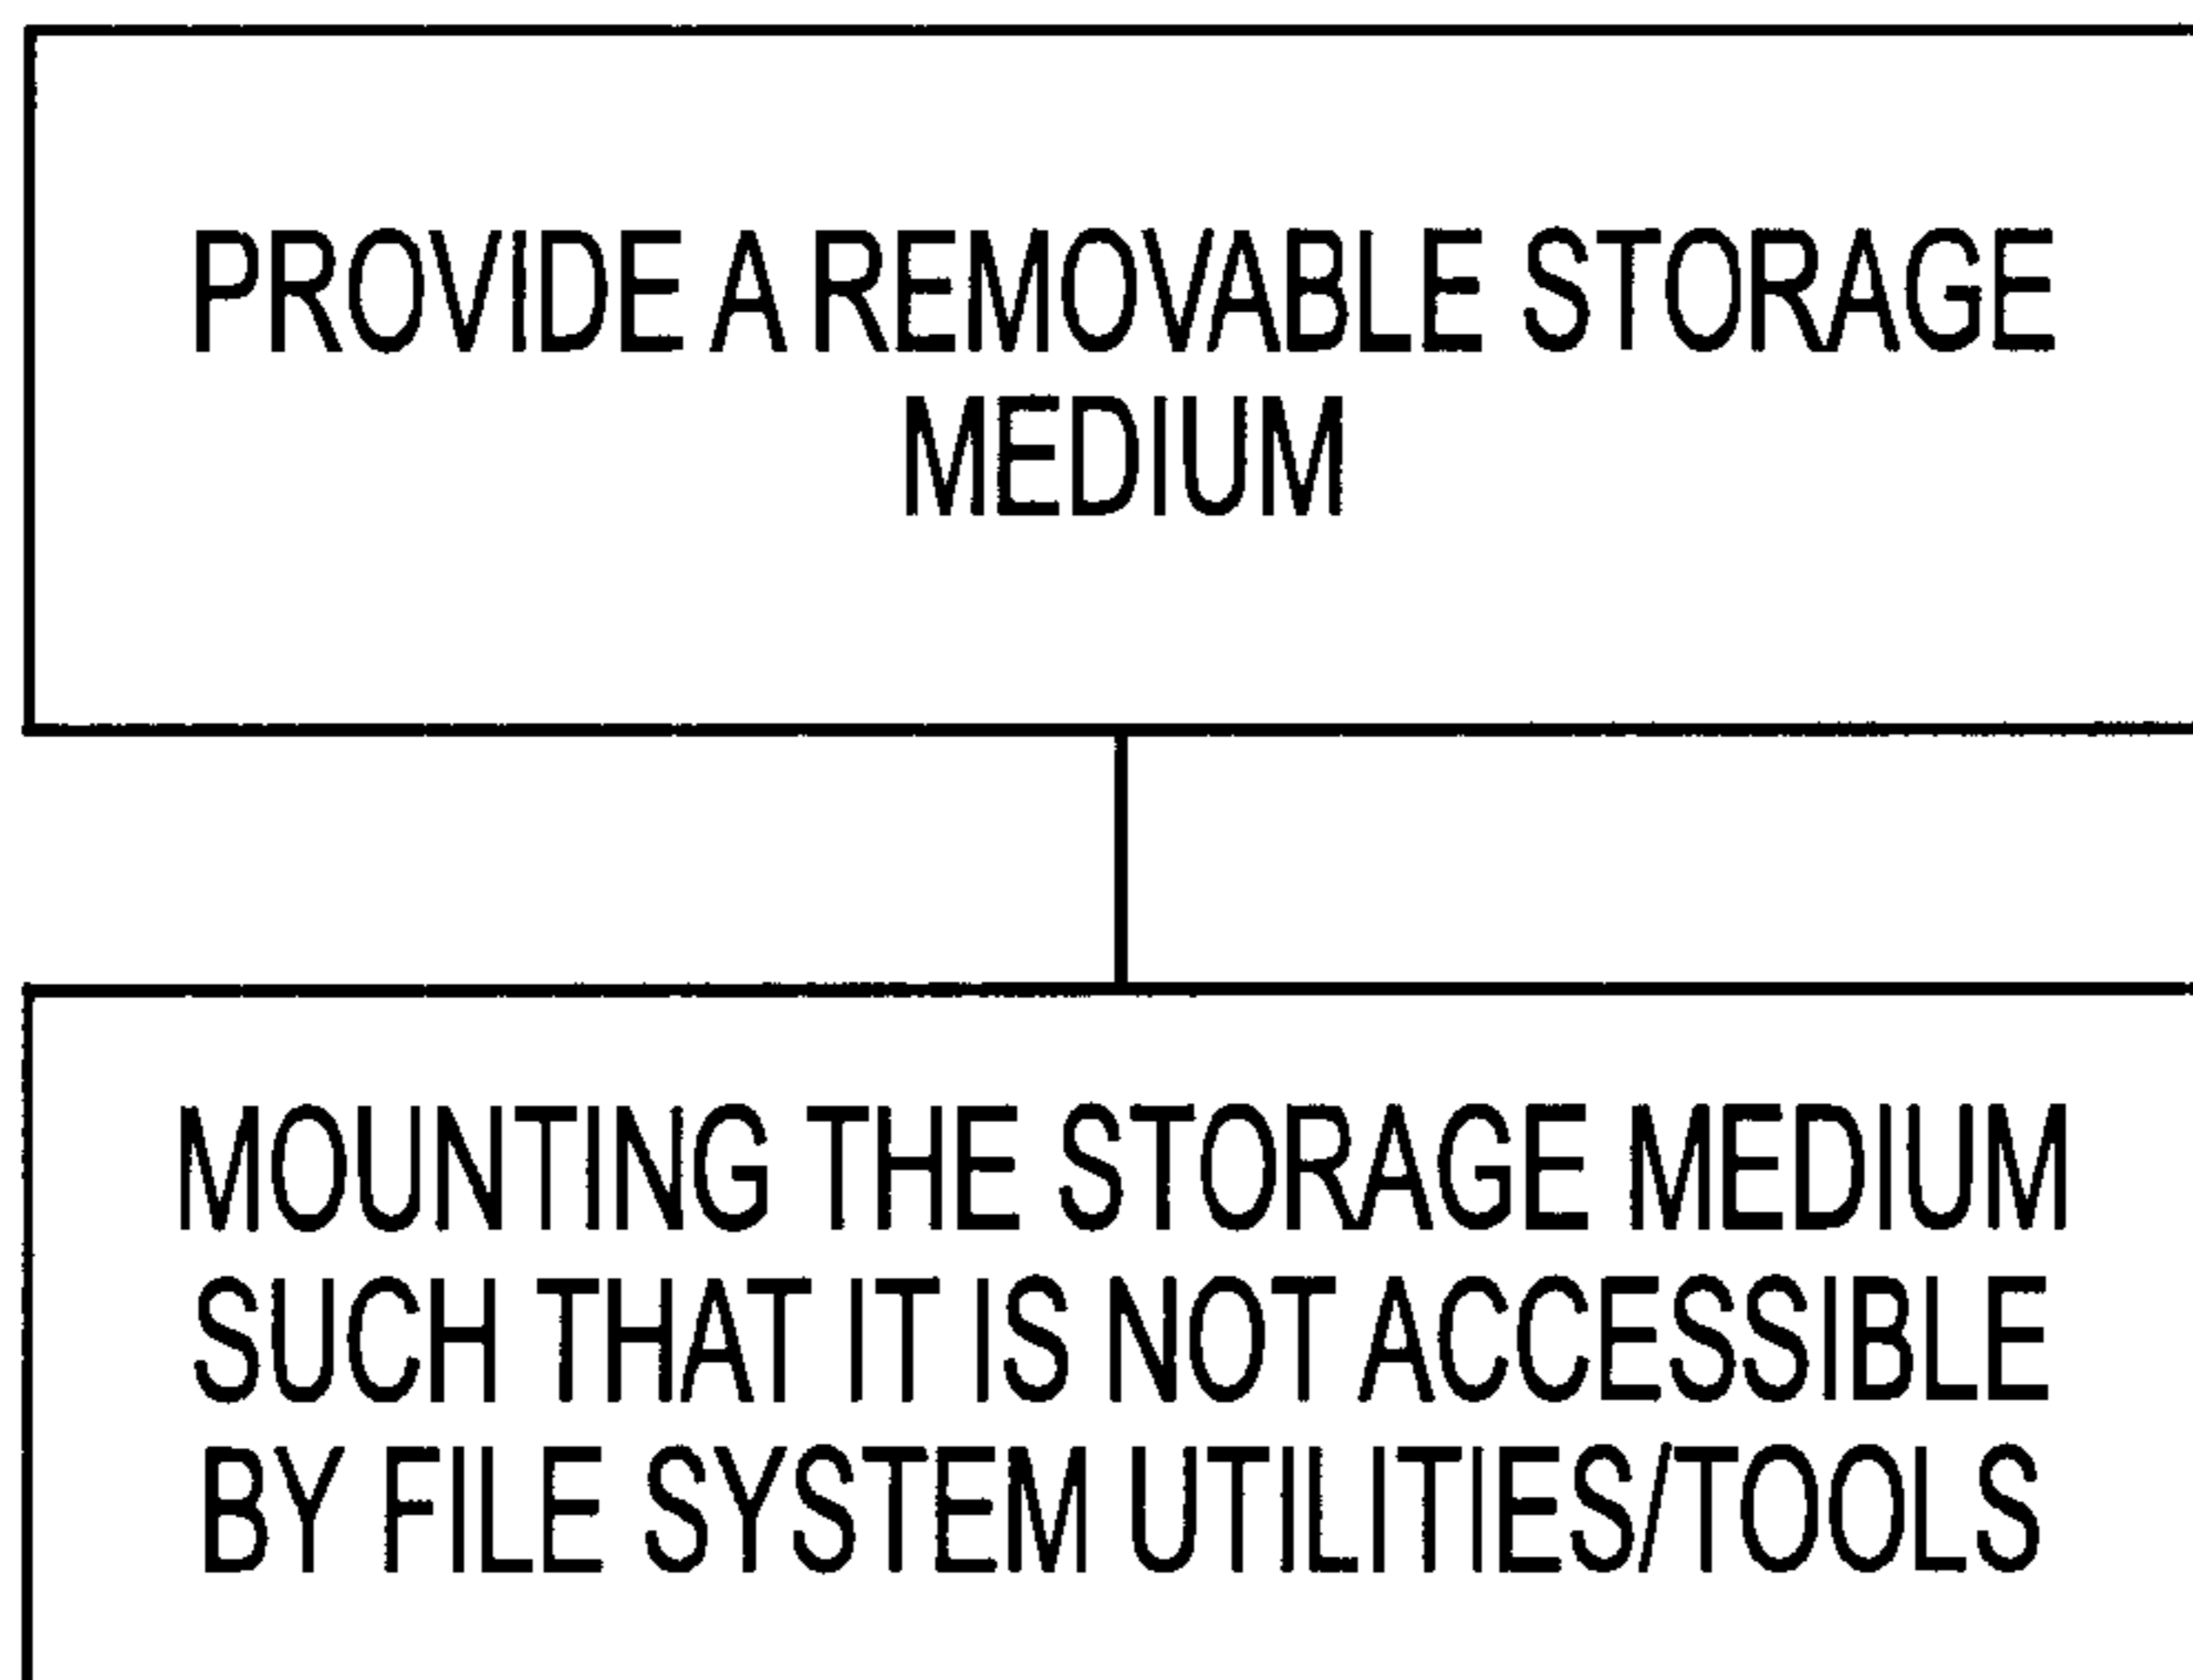 PROVIDE A REMOVABLE STORAGE
MEDIUM
MOUNTING THE STORAGE MEDIUM
SUCH THAT IT IS NOT ACCESSIBLE
BY FILE SYSTEM UTILITIES/TOOLS